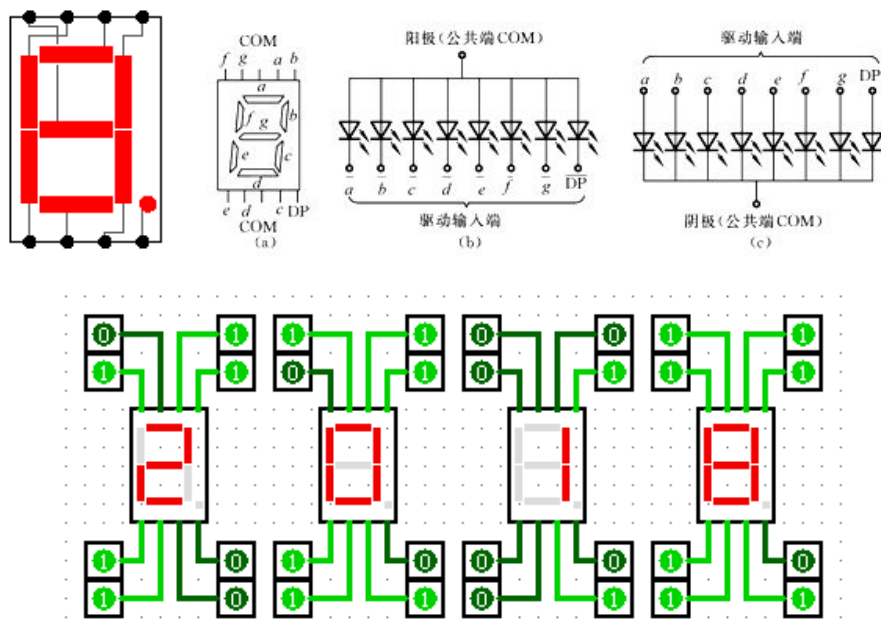 COM
f g a b
a
f g b
e c
d
e d c DP
COM
(a)
阳极(公共端COM)
a̅ b̅ c̅ d̅ e̅ f̅ g̅ D̅P̅
驱动输入端
(b)
驱动输入端
a b c d e f g DP
阴极(公共端COM)
(c)
0 1 1 1 0 0 1 1
1 1 0 1 0 1 1 1
1 0 1 0 0 0 1 0
1 0 1 1 0 1 1 1